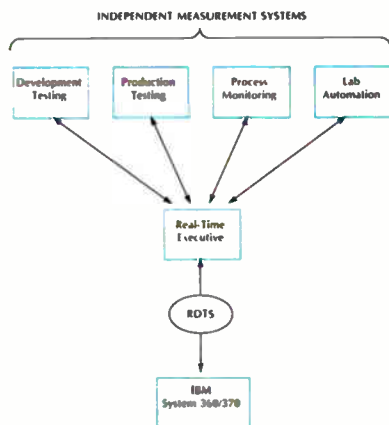 INDEPENDENT MEASUREMENT SYSTEMS
Development
Testing
Production
Testing
Process
Monitoring
Lab
Automation
Real-Time
Executive
RDTS
IBM
System 360/370